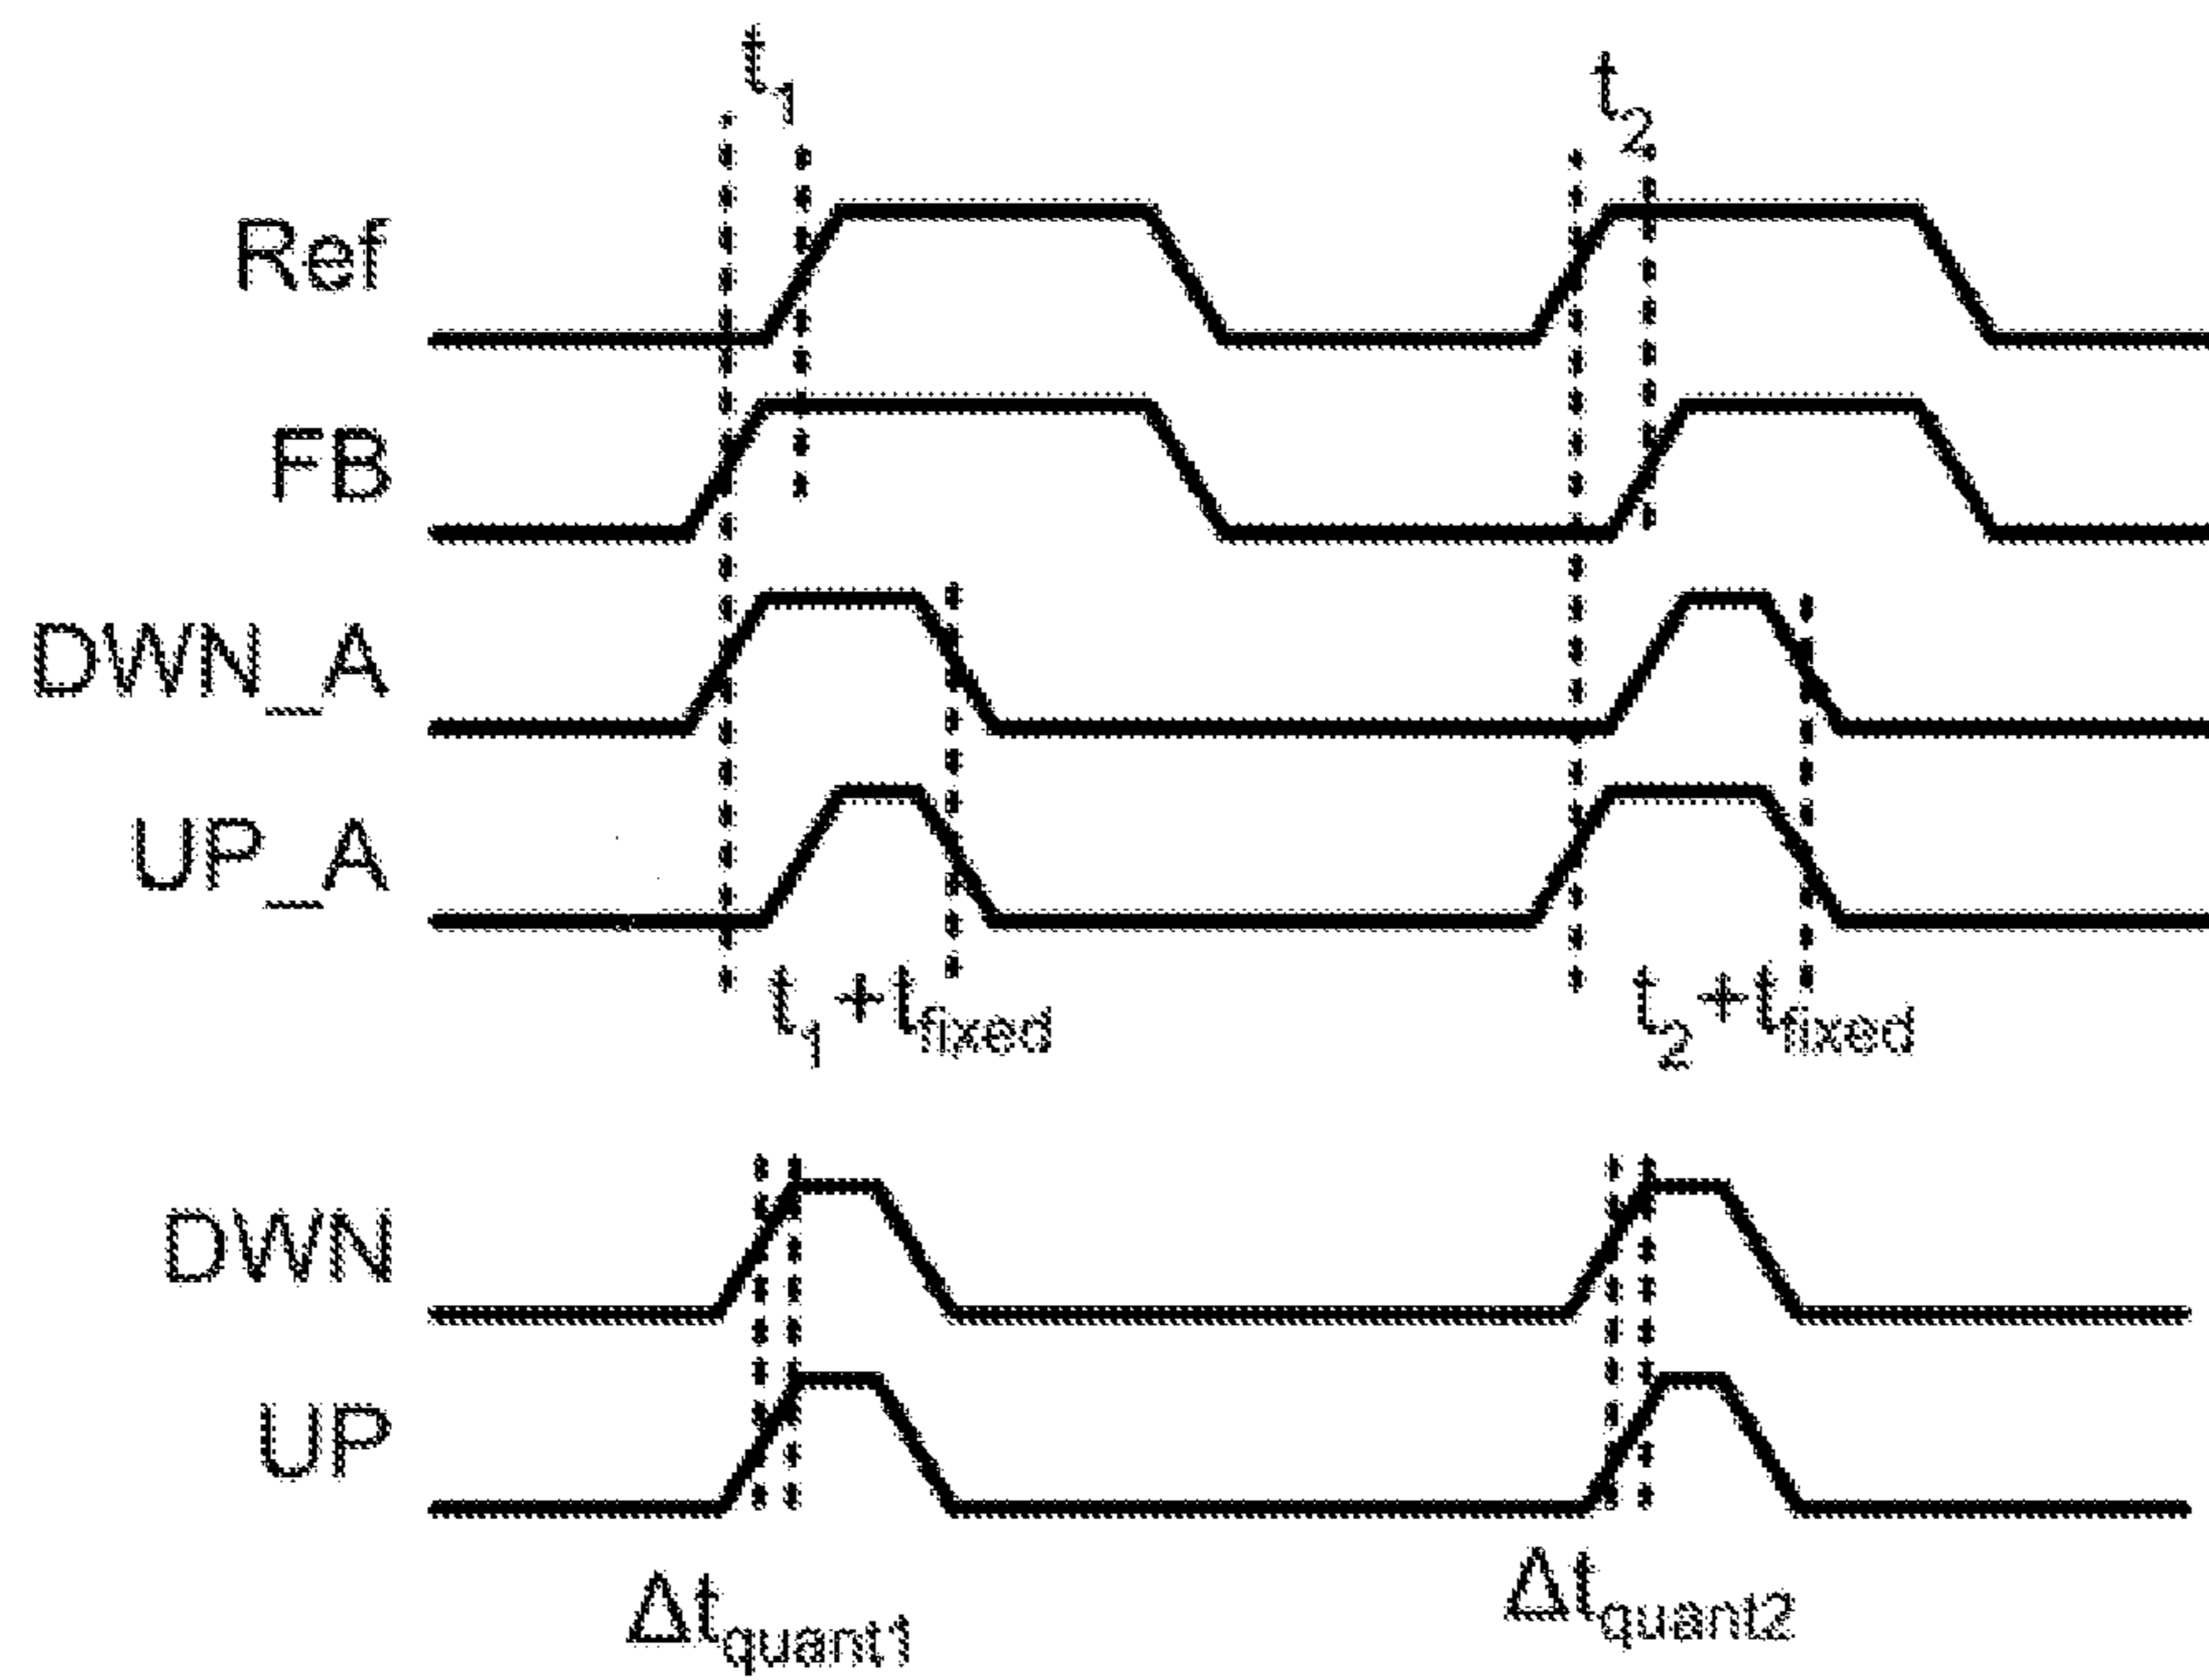 t1
t2
Ref
FB
DWN_A
UP_A
t1+tfixed
t2+tfixed
DWN
UP
Δtquant1
Δtquant2